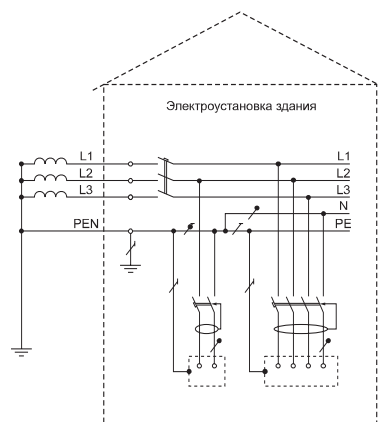 Электроустановка здания
L1 L1
L2 L2
L3 L3
N
PEN PE